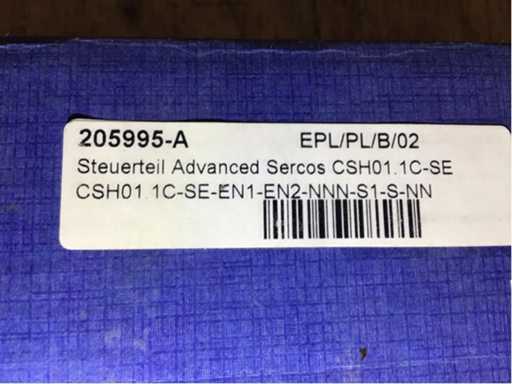 205995-A EPL/PL/B/02
Steuerteil Advanced Sercos CSH01.1C-SE
CSH01.1C-SE-EN1-EN2-NNN-S1-S-NN